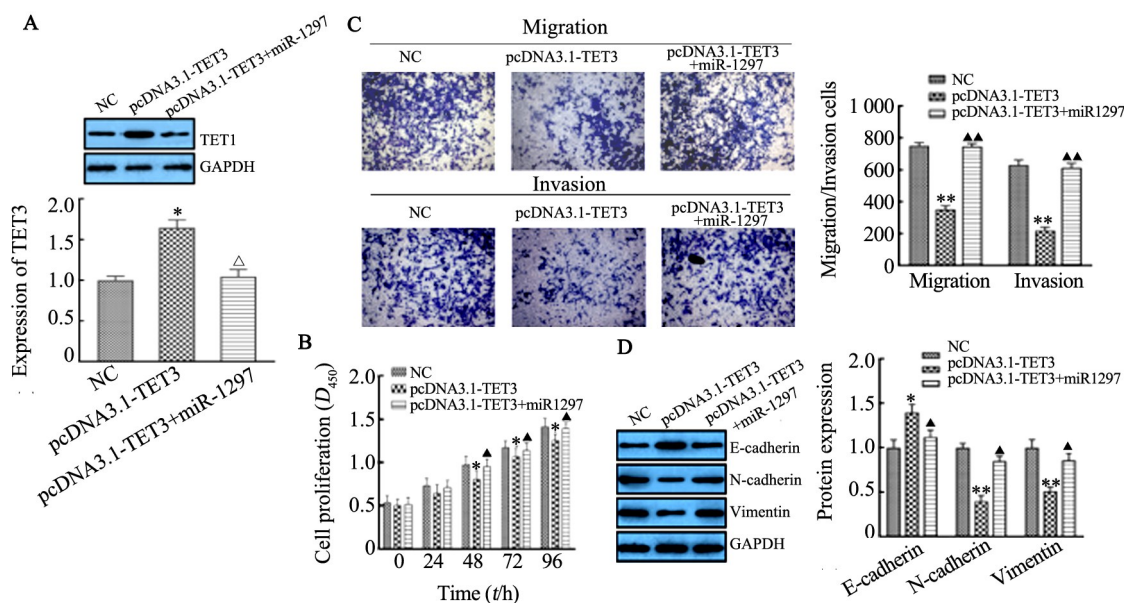 A
NC
pcDNA3.1-TET3
pcDNA3.1-TET3+miR-1297
TET1
GAPDH
Expression of TET3
2.0
1.5
1.0
1.5
0
*
△
NC
pcDNA3.1-TET3
pcDNA3.1-TET3+miR-1297
C
Migration
NC
pcDNA3.1-TET3
pcDNA3.1-TET3
+miR-1297
Invasion
NC
pcDNA3.1-TET3
pcDNA3.1-TET3
+miR-1297
NC
pcDNA3.1-TET3
pcDNA3.1-TET3+miR1297
Migration/Invasion cells
1 000
800
600
400
200
0
**
▲▲
**
▲▲
Migration
Invasion
B
Cell proliferation (D450)
2.0
1.5
1.0
0.5
0
NC
pcDNA3.1-TET3
pcDNA3.1-TET3+miR1297
*
▲
*
▲
*
▲
0
24
48
72
96
Time (t/h)
D
NC
pcDNA3.1-TET3
pcDNA3.1-TET3
+miR-1297
E-cadherin
N-cadherin
Vimentin
GAPDH
NC
pcDNA3.1-TET3
pcDNA3.1-TET3+miR1297
Protein expression
2.0
1.5
1.0
0.5
0
*
▲
**
▲
**
▲
E-cadherin
N-cadherin
Vimentin